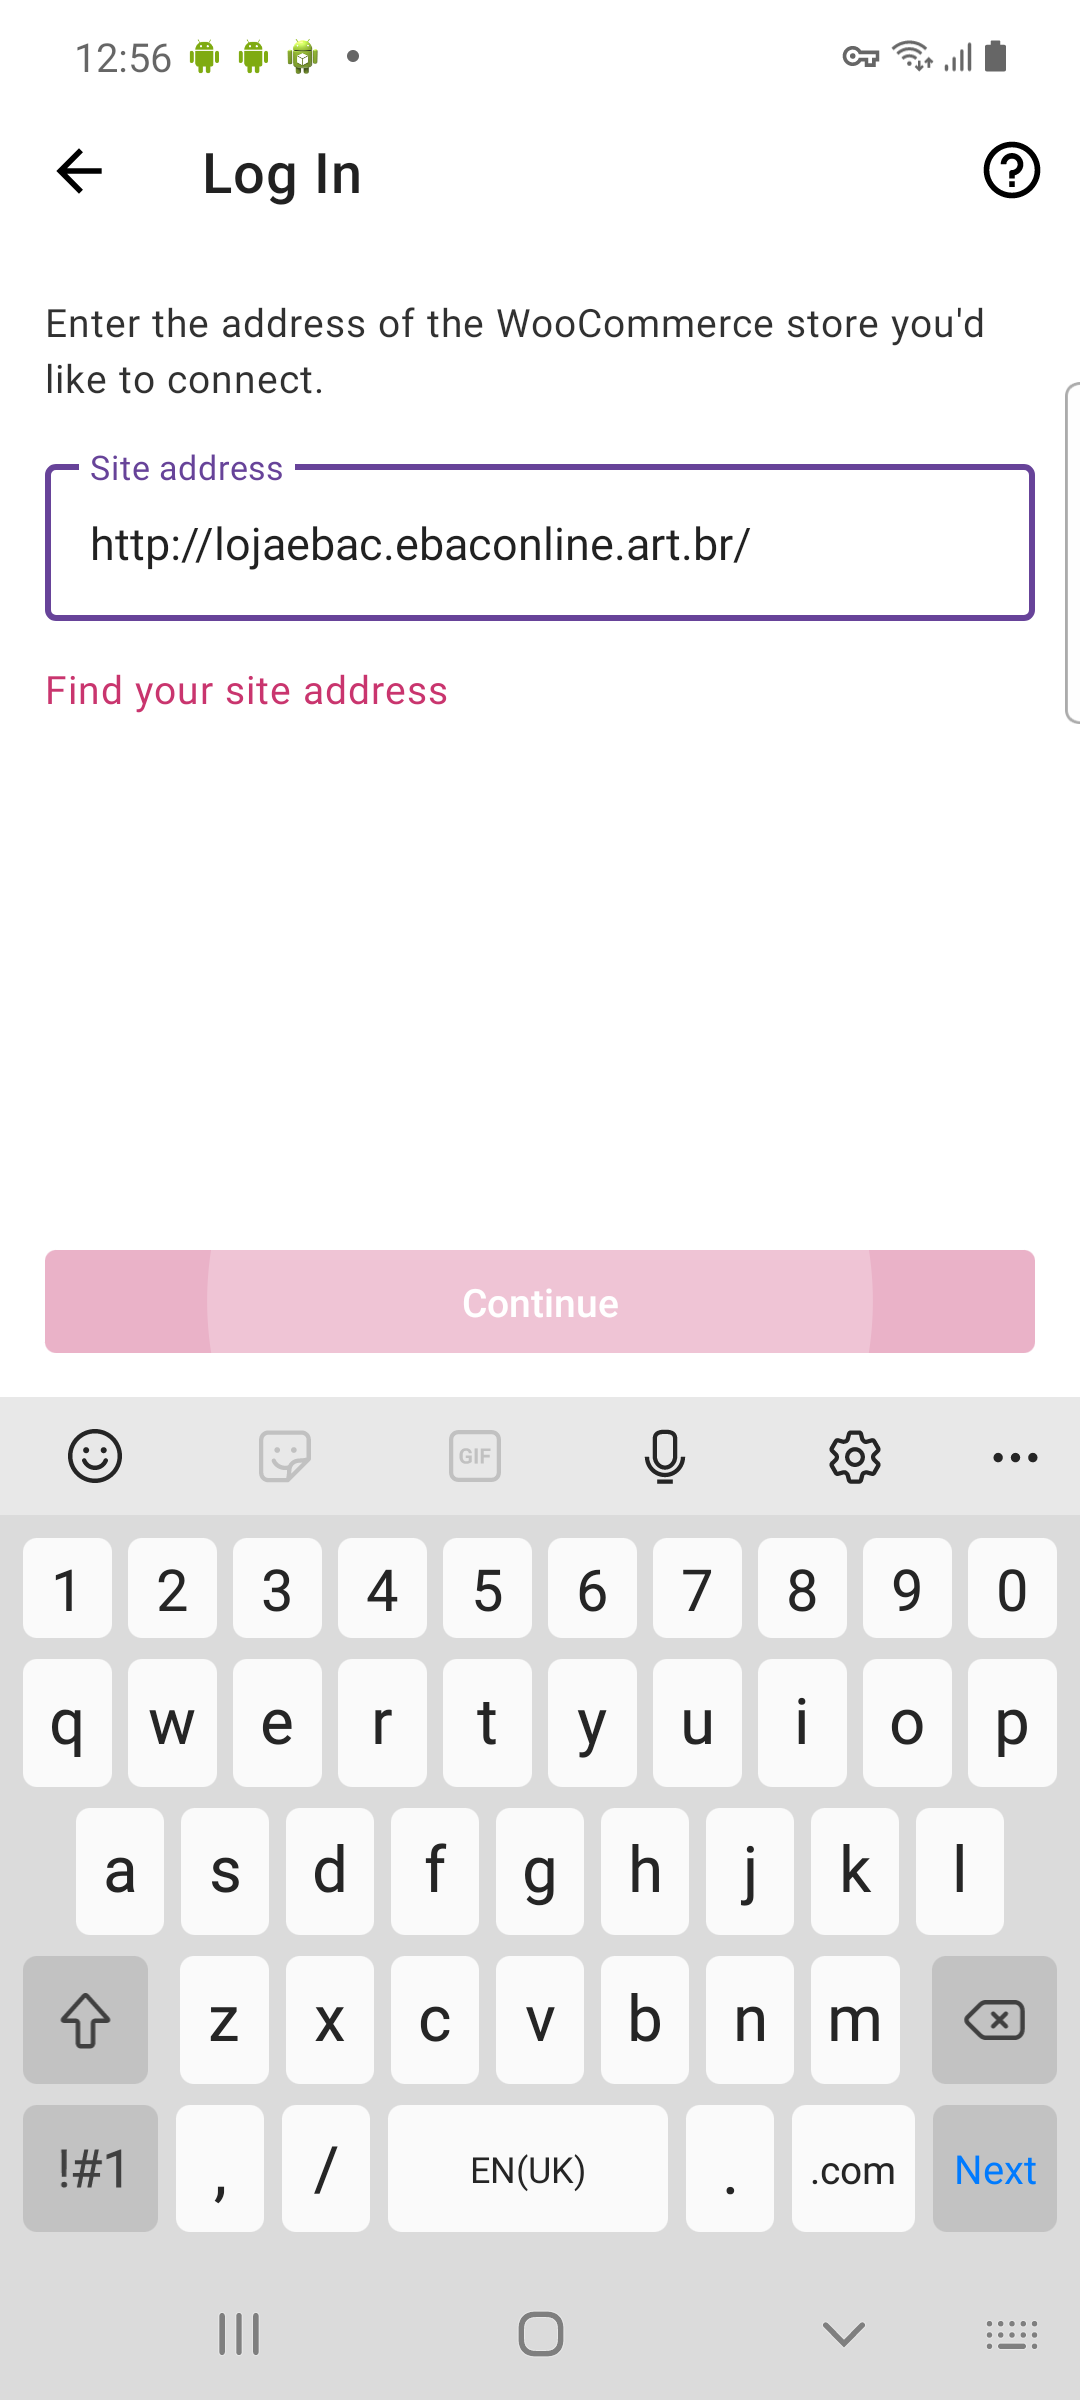 12:56
Log In
Enter the address of the WooCommerce store you'd
like to connect.
Site address
http://lojaebac.ebaconline.art.br/
Find your site address
Continue
GIF
1 2 3 4 5 6 7 8 9 0
q w e r t y u i o p
a s d f g h j k l
z x c v b n m
!#1 , / EN(UK) . .com Next